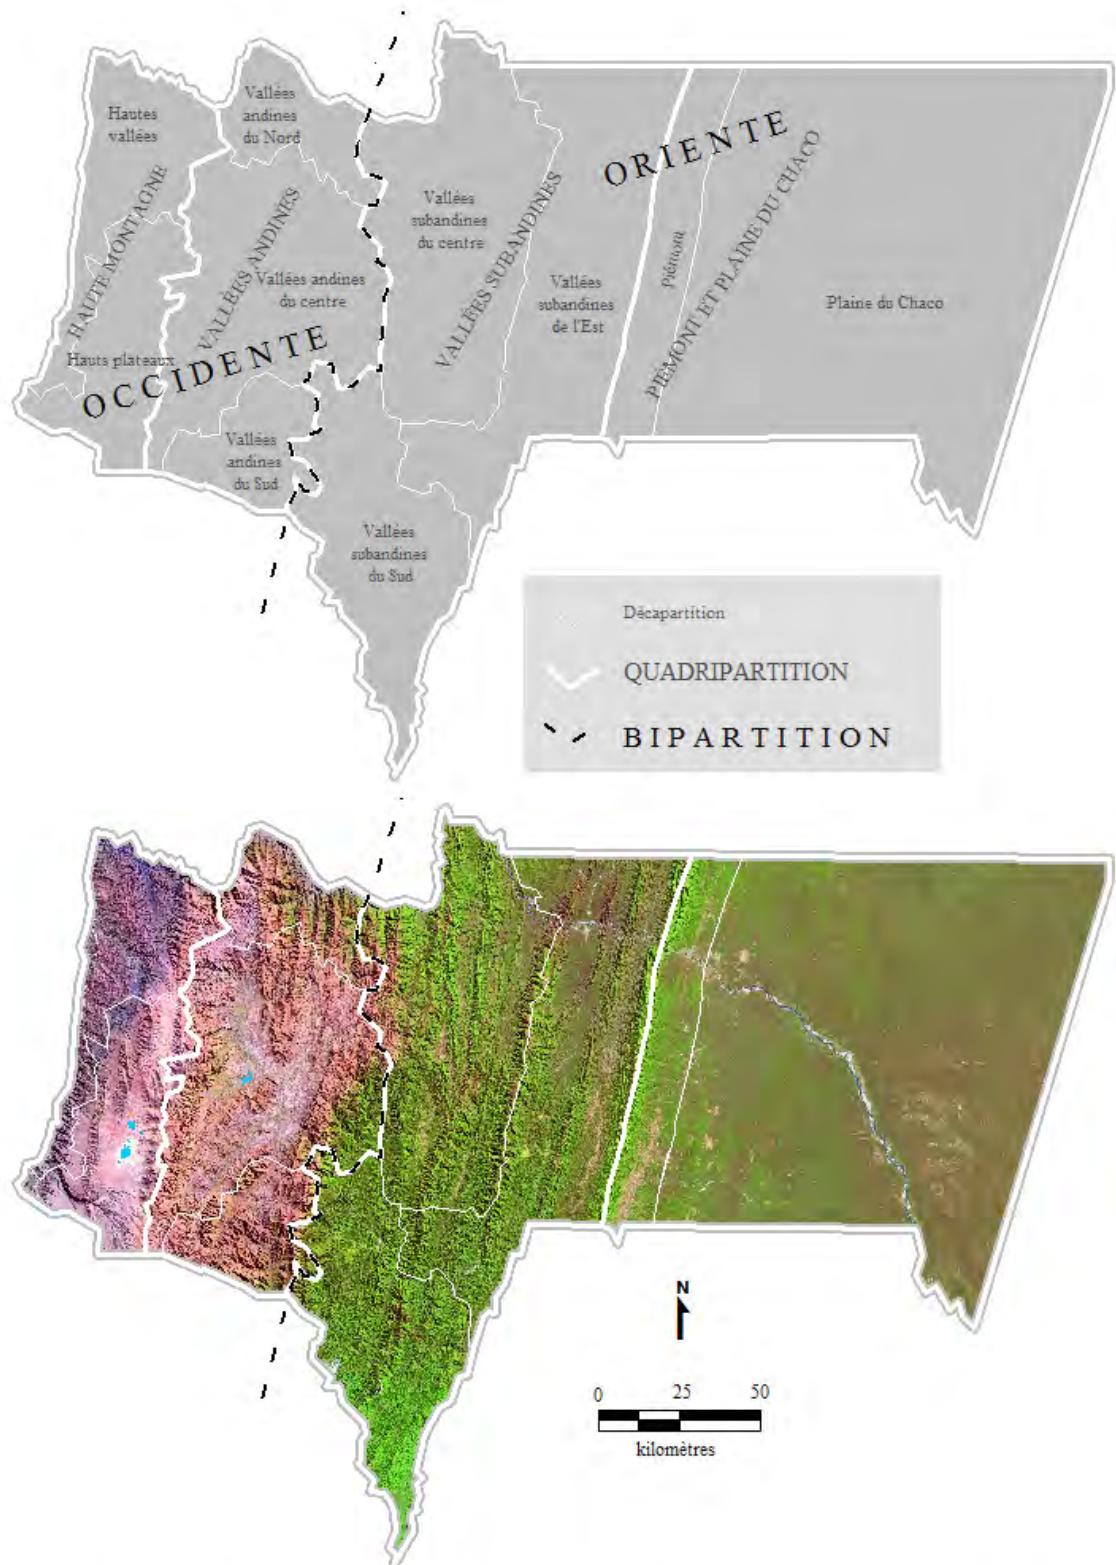 Hautes
vallées
Vallées
andines
du Nord
HAUTE MONTAGNE
VALLÉES ANDINES
Vallées andines
du centre
Hauts plateaux
OCCIDENTE
Vallées
andines
du Sud
Vallées
subandines
du centre
VALLÉES SUBANDINES
Vallées
subandines
de l'Est
Vallées
subandines
du Sud
ORIENTE
Piémont
PIÉMONT ET PLAINE DU CHACO
Plaine du Chaco
Décapartition
QUADRIPARTITION
BIPARTITION
N
0 25 50
kilomètres